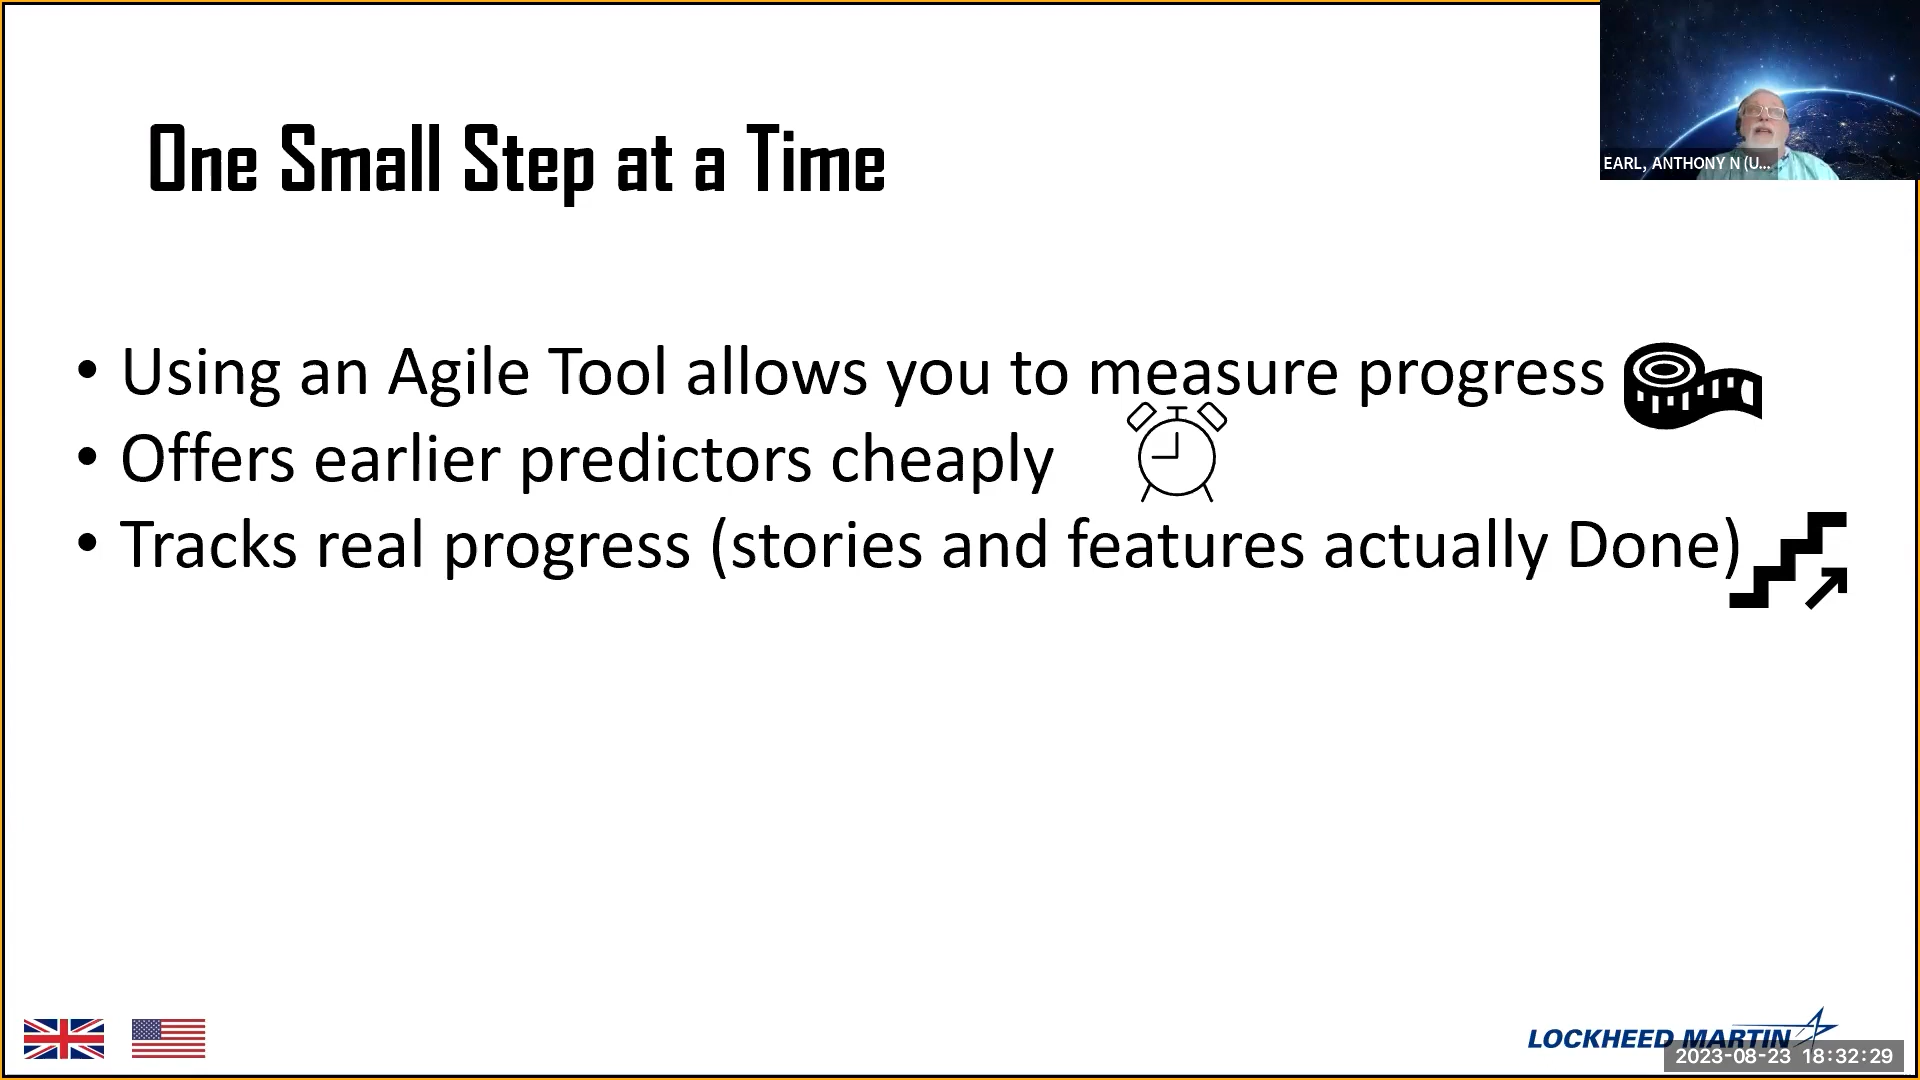 One Small Step at a Time
EARL, ANTHONY N (U...
• Using an Agile Tool allows you to measure progress
• Offers earlier predictors cheaply
• Tracks real progress (stories and features actually Done)
LOCKHEED MARTIN
2023-08-23 18:32:29